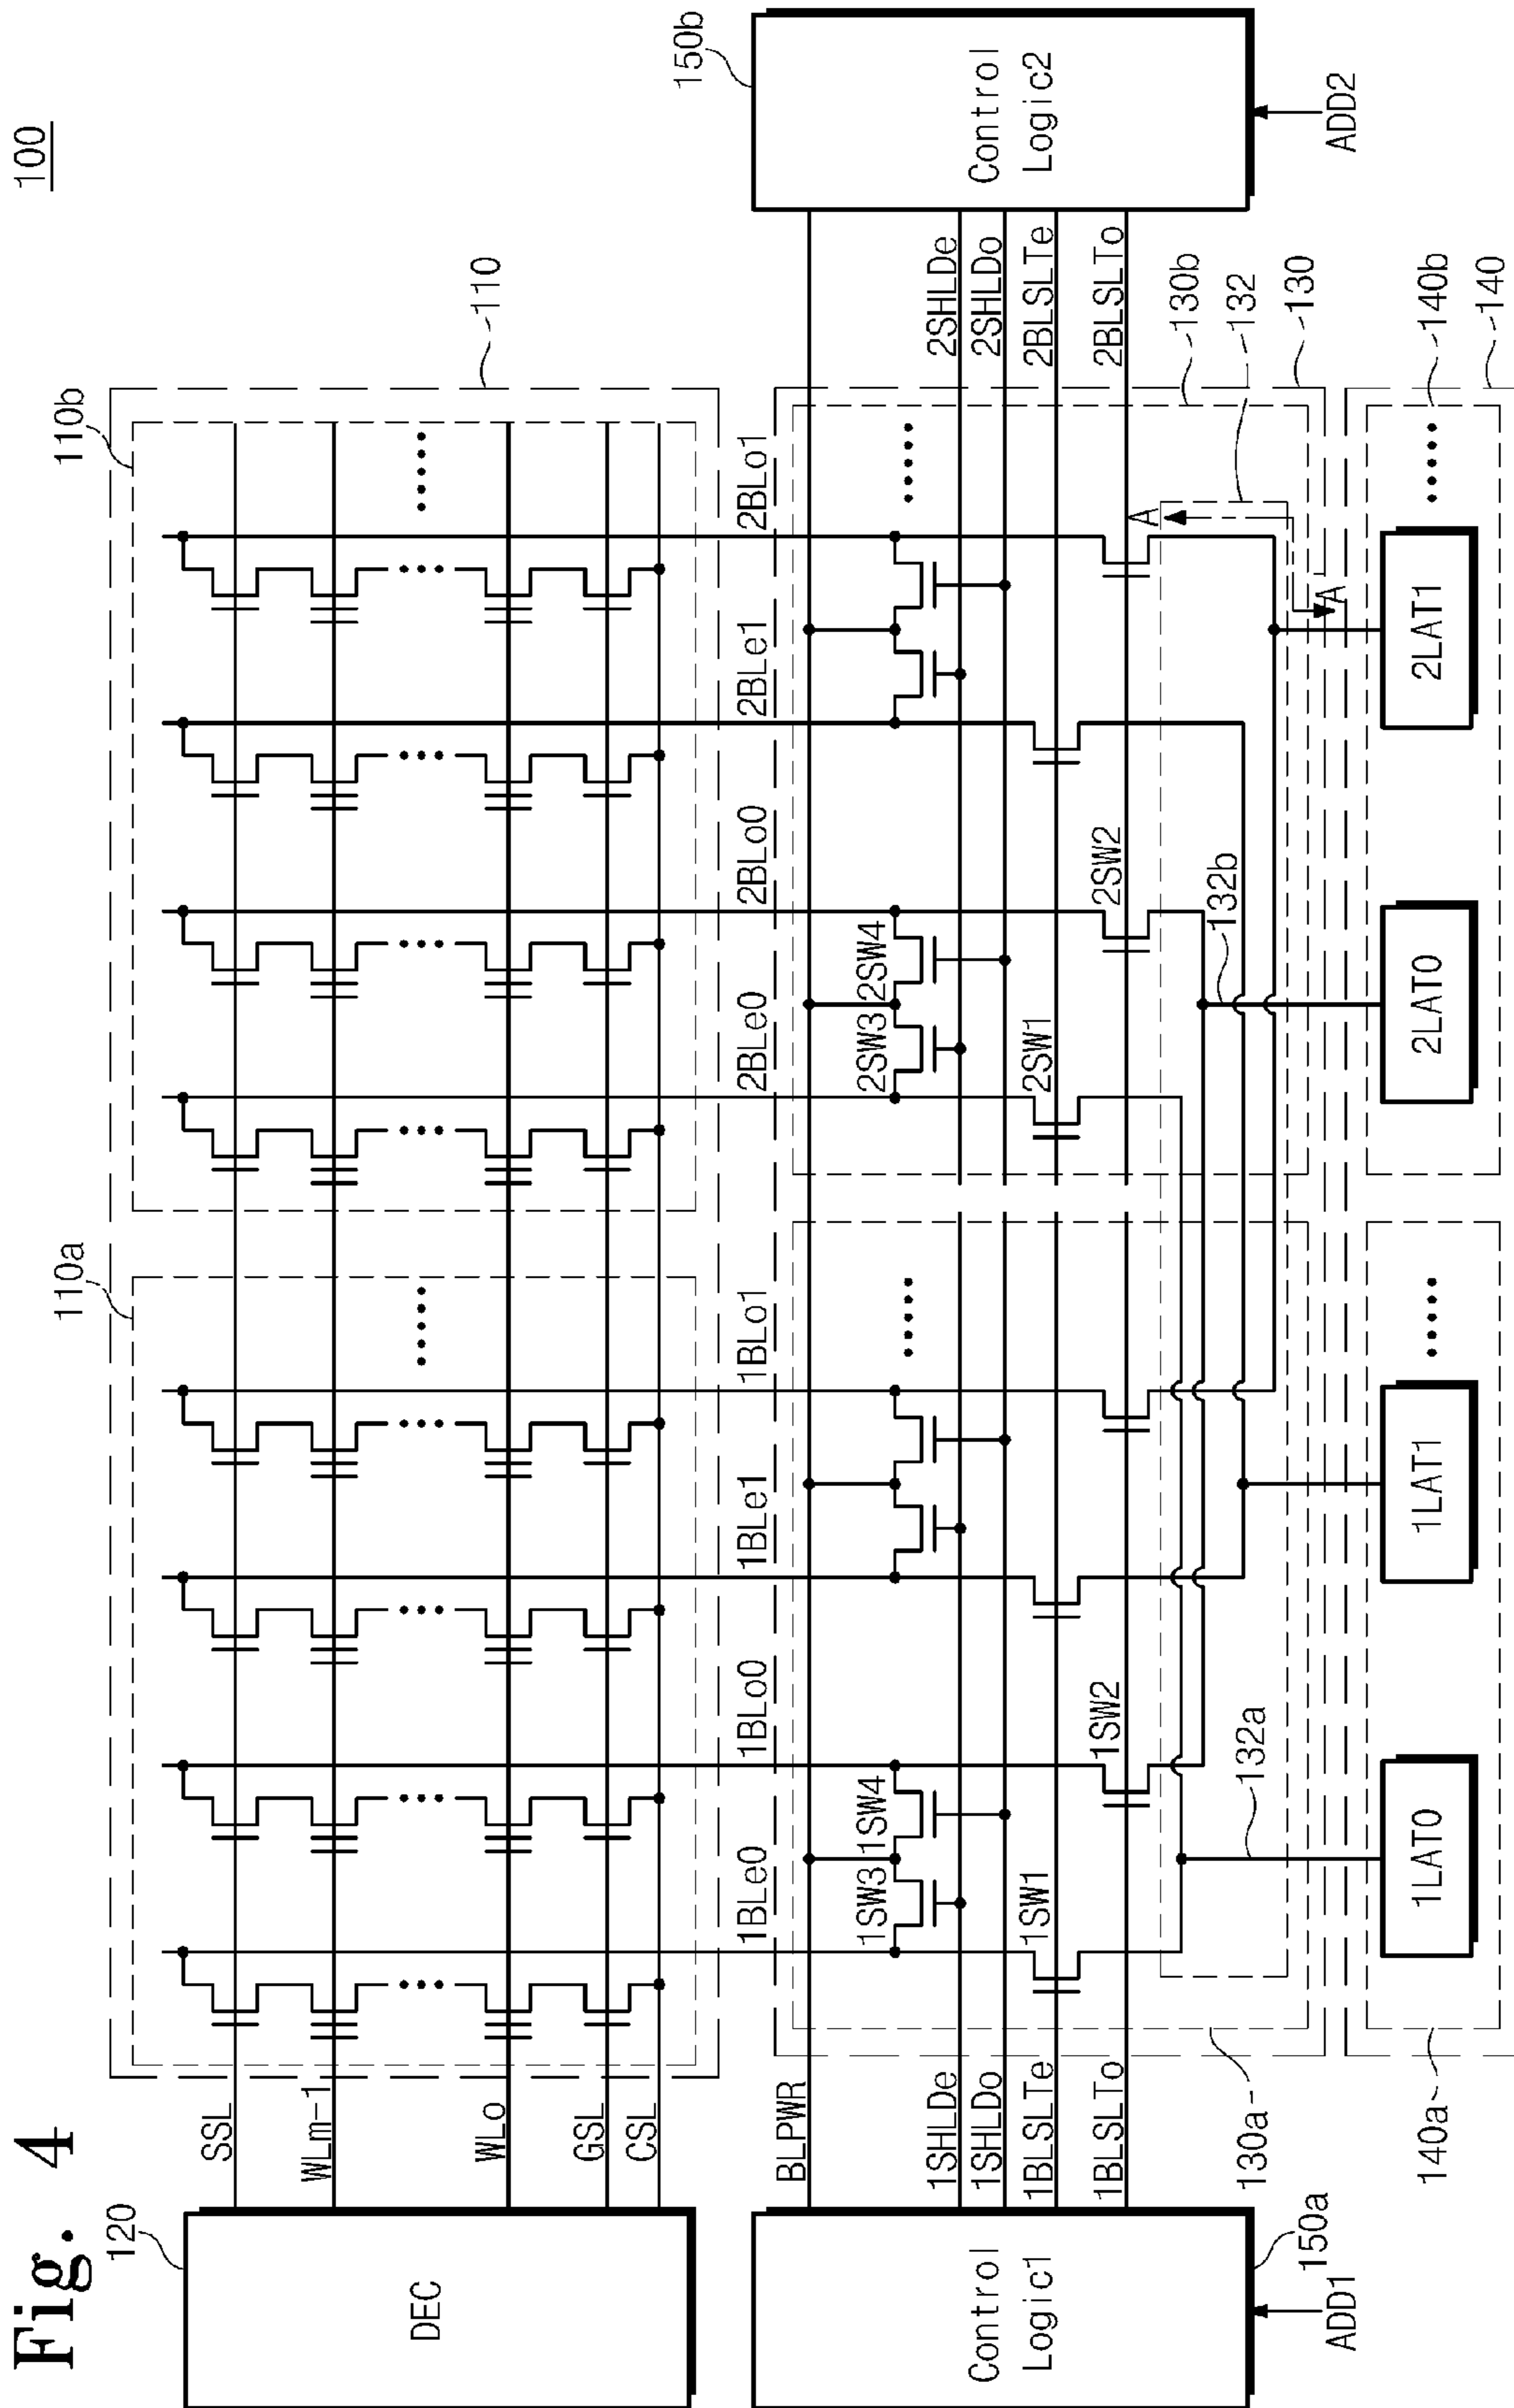 Fig. 4
100
120
110a
110b
110
DEC
SSL
WLm-1
WLo
GSL
CSL
1BLe0
1BLo0
1BLe1
1BLo1
2BLe0
2BLo0
2BLe1
2BLo1
150b
Control
Logic1
Control
Logic2
BLPWR
1SW3
1SW4
2SW3
2SW4
1SHLDe
1SHLDo
1BLSLTe
1BLSLTo
1SW1
1SW2
2SW1
2SW2
2SHLDe
2SHLDo
2BLSLTe
2BLSLTo
150a
ADD1
ADD2
130a
132a
132b
A
A'
130b
132
130
140a
1LAT0
1LAT1
2LAT0
2LAT1
140b
140